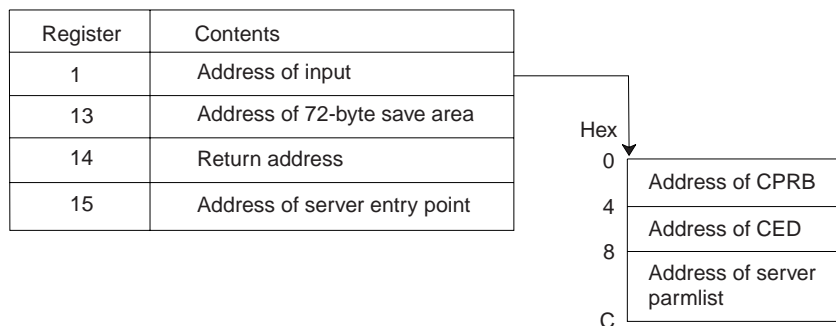 Register Contents
1 Address of input
13 Address of 72-byte save area
14 Return address
15 Address of server entry point
Hex
0
Address of CPRB
4
Address of CED
8
Address of server
parmlist
C